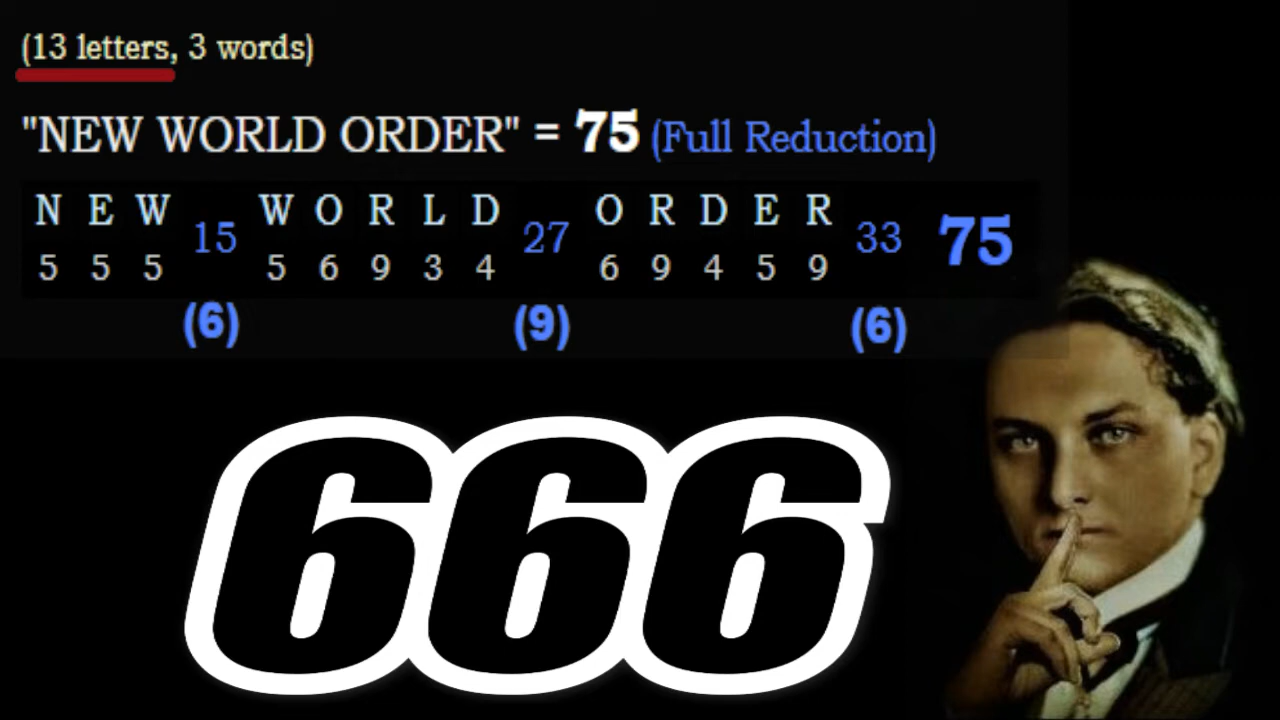 (13 letters, 3 words)
"NEW WORLD ORDER" = 75 (Full Reduction)
N E W 15 W O R L D 27 O R D E R 33 75
5 5 5 5 6 9 3 4 6 9 4 5 9
(6) (9) (6)
666